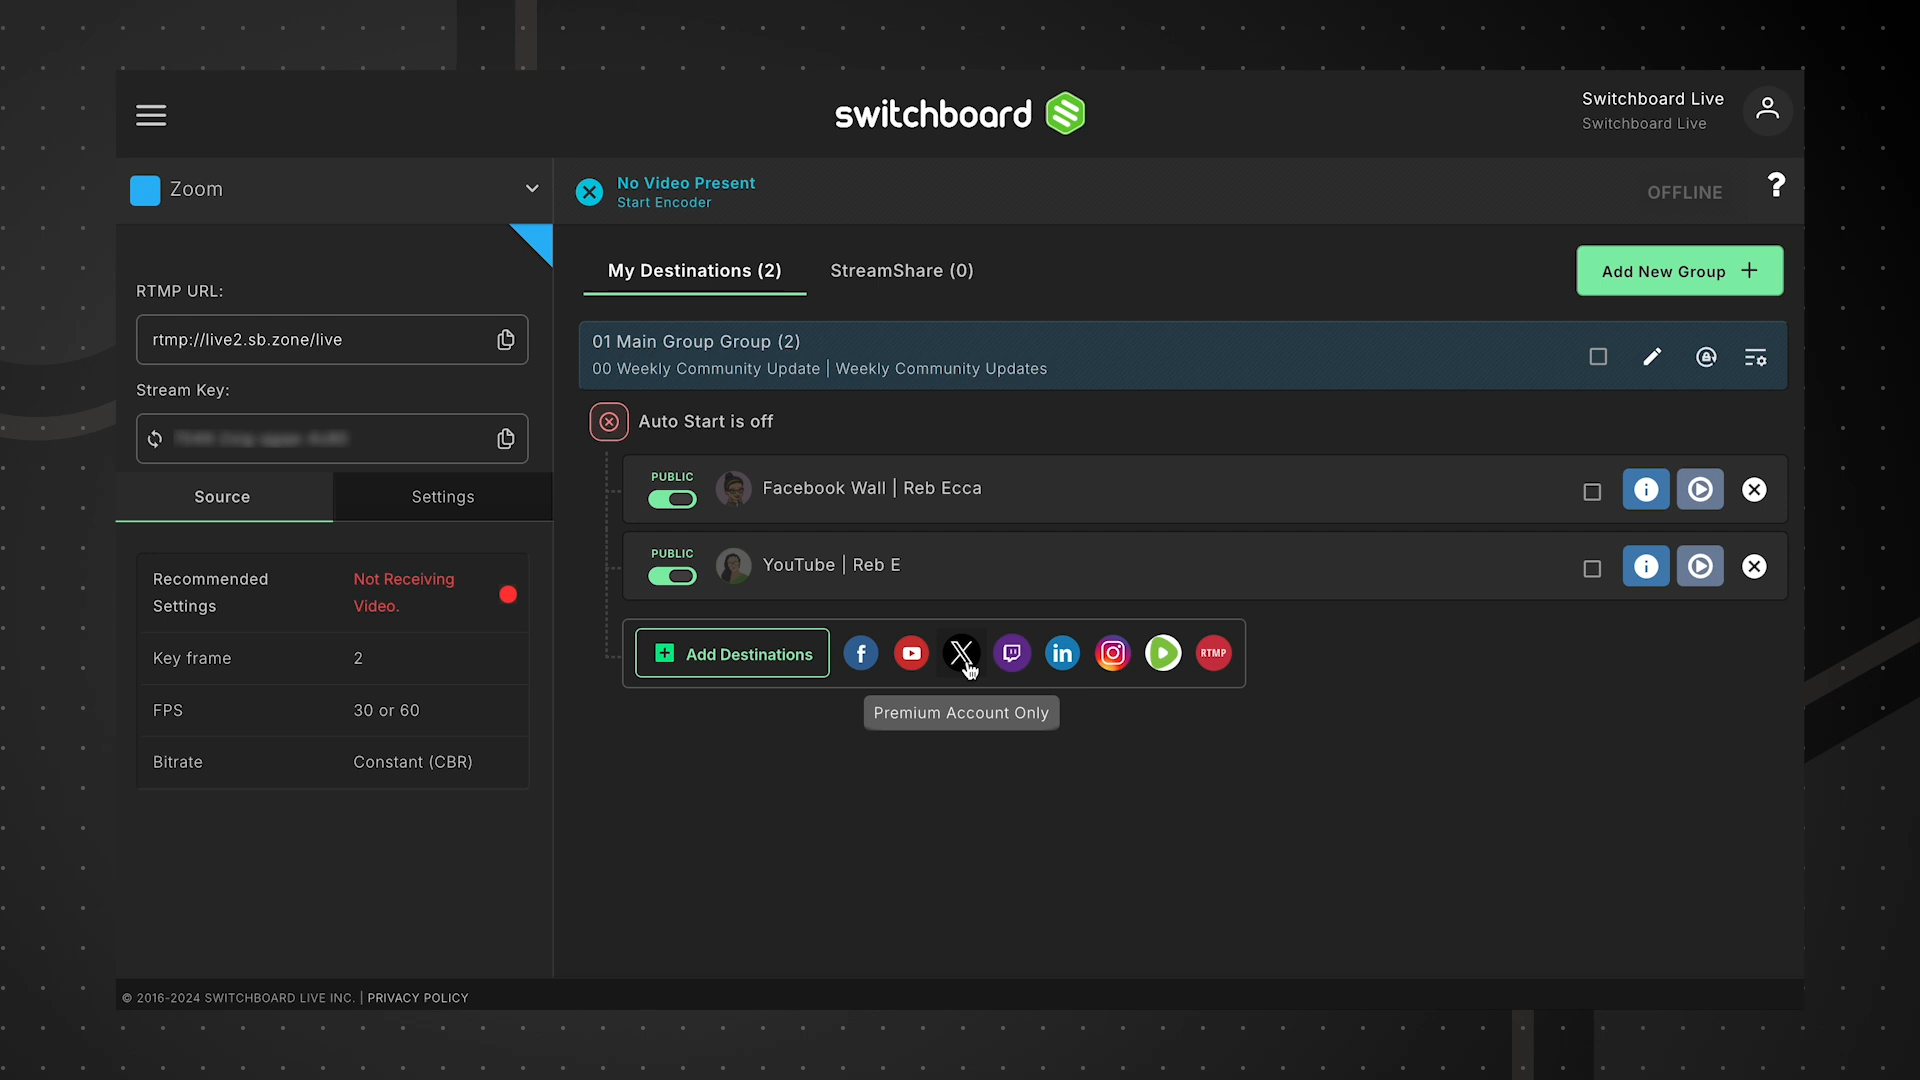 switchboard
Switchboard Live
Switchboard Live
Zoom
No Video Present
Start Encoder
OFFLINE
?
My Destinations (2)
StreamShare (0)
Add New Group +
RTMP URL:
rtmp://live2.sb.zone/live
Stream Key:
01 Main Group Group (2)
00 Weekly Community Update | Weekly Community Updates
Auto Start is off
Source
Settings
PUBLIC
Facebook Wall | Reb Ecca
PUBLIC
YouTube | Reb E
Recommended Settings
Not Receiving Video.
Key frame
2
FPS
30 or 60
Bitrate
Constant (CBR)
Add Destinations
RTMP
Premium Account Only
© 2016-2024 SWITCHBOARD LIVE INC. | PRIVACY POLICY